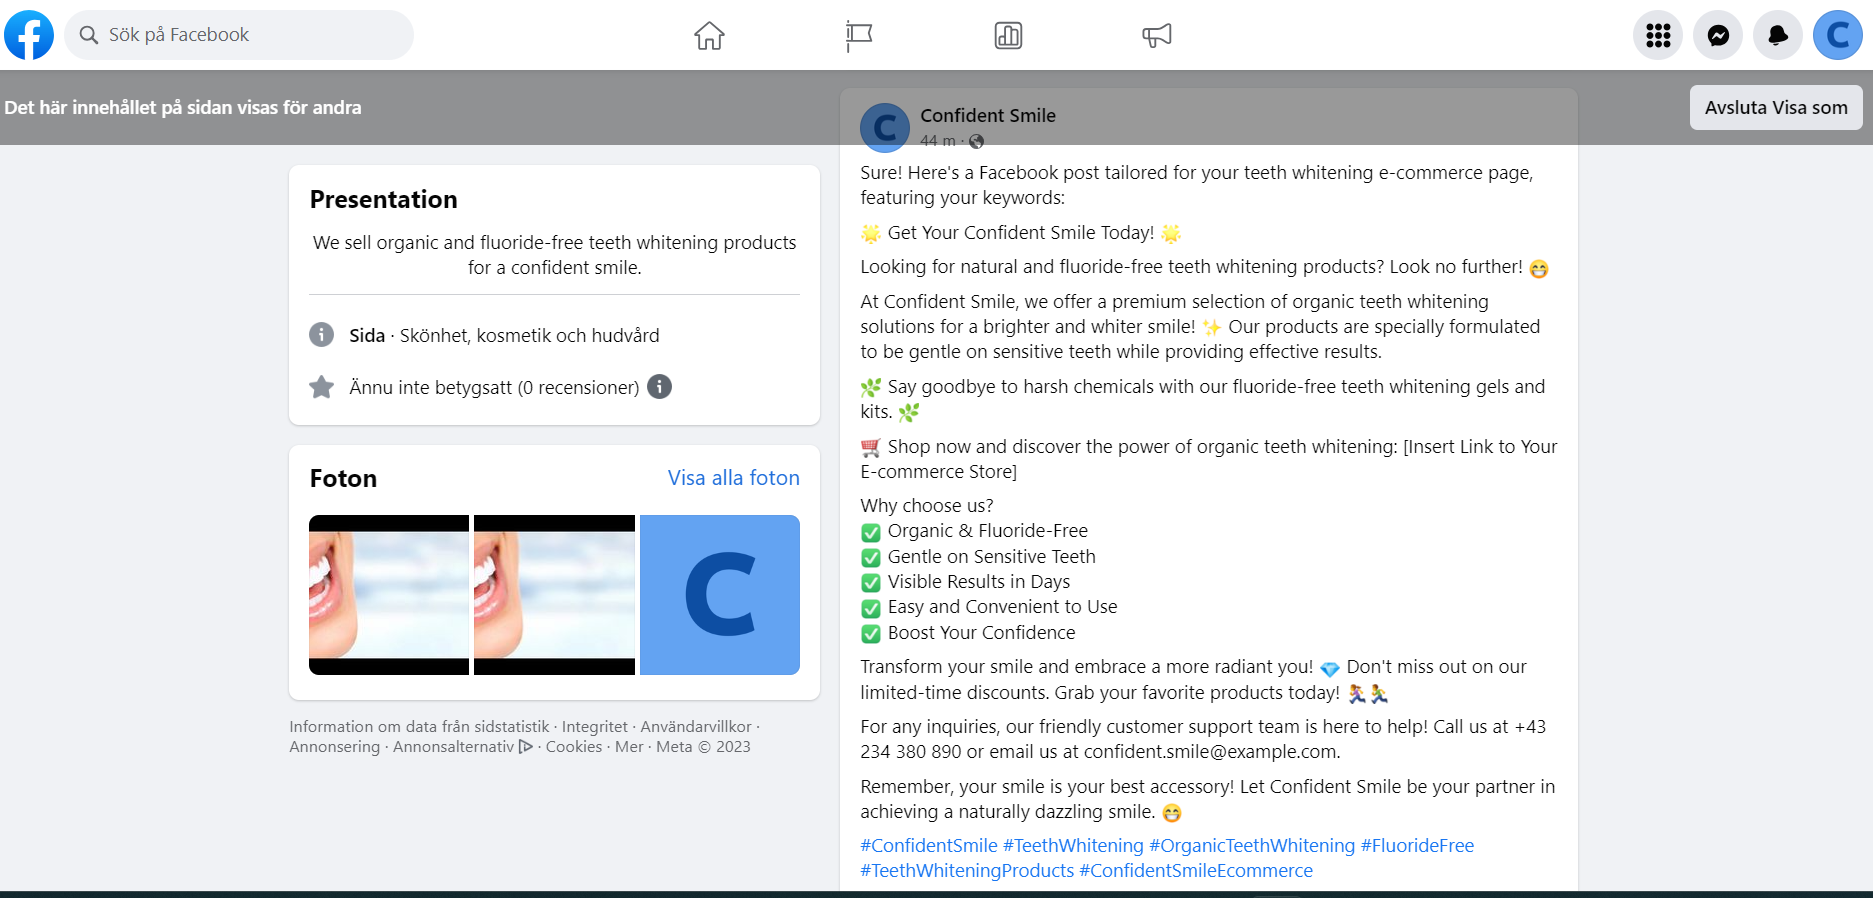 Sök på Facebook
Det här innehållet på sidan visas för andra
Avsluta Visa som
Presentation
We sell organic and fluoride-free teeth whitening products
for a confident smile.
Sida · Skönhet, kosmetik och hudvård
Ännu inte betygsatt (0 recensioner)
Foton
Visa alla foton
C
Information om data från sidstatistik · Integritet · Användarvillkor ·
Annonsering · Annonsalternativ · Cookies · Mer · Meta © 2023
C
Confident Smile
44 m ·
Sure! Here's a Facebook post tailored for your teeth whitening e-commerce page,
featuring your keywords:
🌟 Get Your Confident Smile Today! 🌟
Looking for natural and fluoride-free teeth whitening products? Look no further! 😁
At Confident Smile, we offer a premium selection of organic teeth whitening
solutions for a brighter and whiter smile! ✨ Our products are specially formulated
to be gentle on sensitive teeth while providing effective results.
🌿 Say goodbye to harsh chemicals with our fluoride-free teeth whitening gels and
kits. 🌿
🛒 Shop now and discover the power of organic teeth whitening: [Insert Link to Your
E-commerce Store]
Why choose us?
✅ Organic & Fluoride-Free
✅ Gentle on Sensitive Teeth
✅ Visible Results in Days
✅ Easy and Convenient to Use
✅ Boost Your Confidence
Transform your smile and embrace a more radiant you! 💎 Don't miss out on our
limited-time discounts. Grab your favorite products today! 🏃‍♀️🏃‍♂️
For any inquiries, our friendly customer support team is here to help! Call us at +43
234 380 890 or email us at confident.smile@example.com.
Remember, your smile is your best accessory! Let Confident Smile be your partner in
achieving a naturally dazzling smile. 😁
#ConfidentSmile #TeethWhitening #OrganicTeethWhitening #FluorideFree
#TeethWhiteningProducts #ConfidentSmileEcommerce